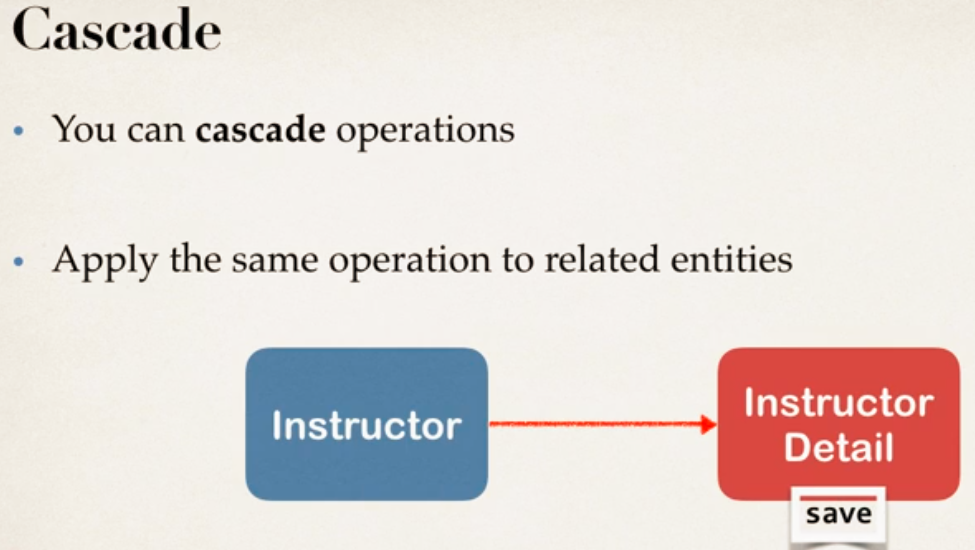 Cascade
• You can cascade operations
• Apply the same operation to related entities
Instructor
Instructor
Detail
save